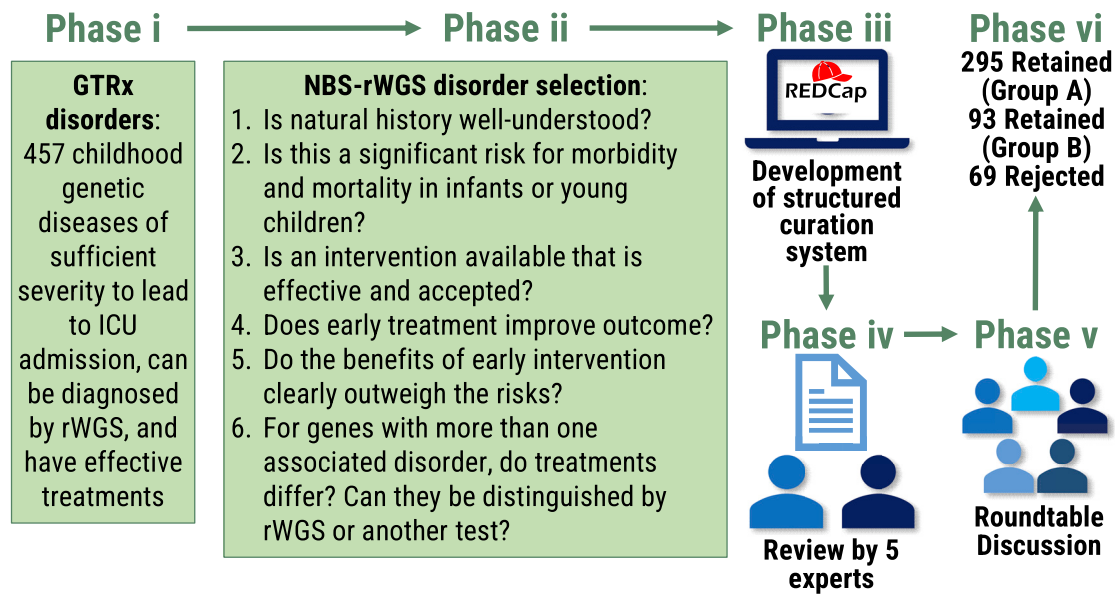 Phase i
GTRx
disorders:
457 childhood
genetic
diseases of
sufficient
severity to lead
to ICU
admission, can
be diagnosed
by rWGS, and
have effective
treatments
Phase ii
NBS-rWGS disorder selection:
1. Is natural history well-understood?
2. Is this a significant risk for morbidity
and mortality in infants or young
children?
3. Is an intervention available that is
effective and accepted?
4. Does early treatment improve outcome?
5. Do the benefits of early intervention
clearly outweigh the risks?
6. For genes with more than one
associated disorder, do treatments
differ? Can they be distinguished by
rWGS or another test?
Phase iii
REDCap
Development
of structured
curation
system
Phase iv
Review by 5
experts
Phase v
Roundtable
Discussion
Phase vi
295 Retained
(Group A)
93 Retained
(Group B)
69 Rejected